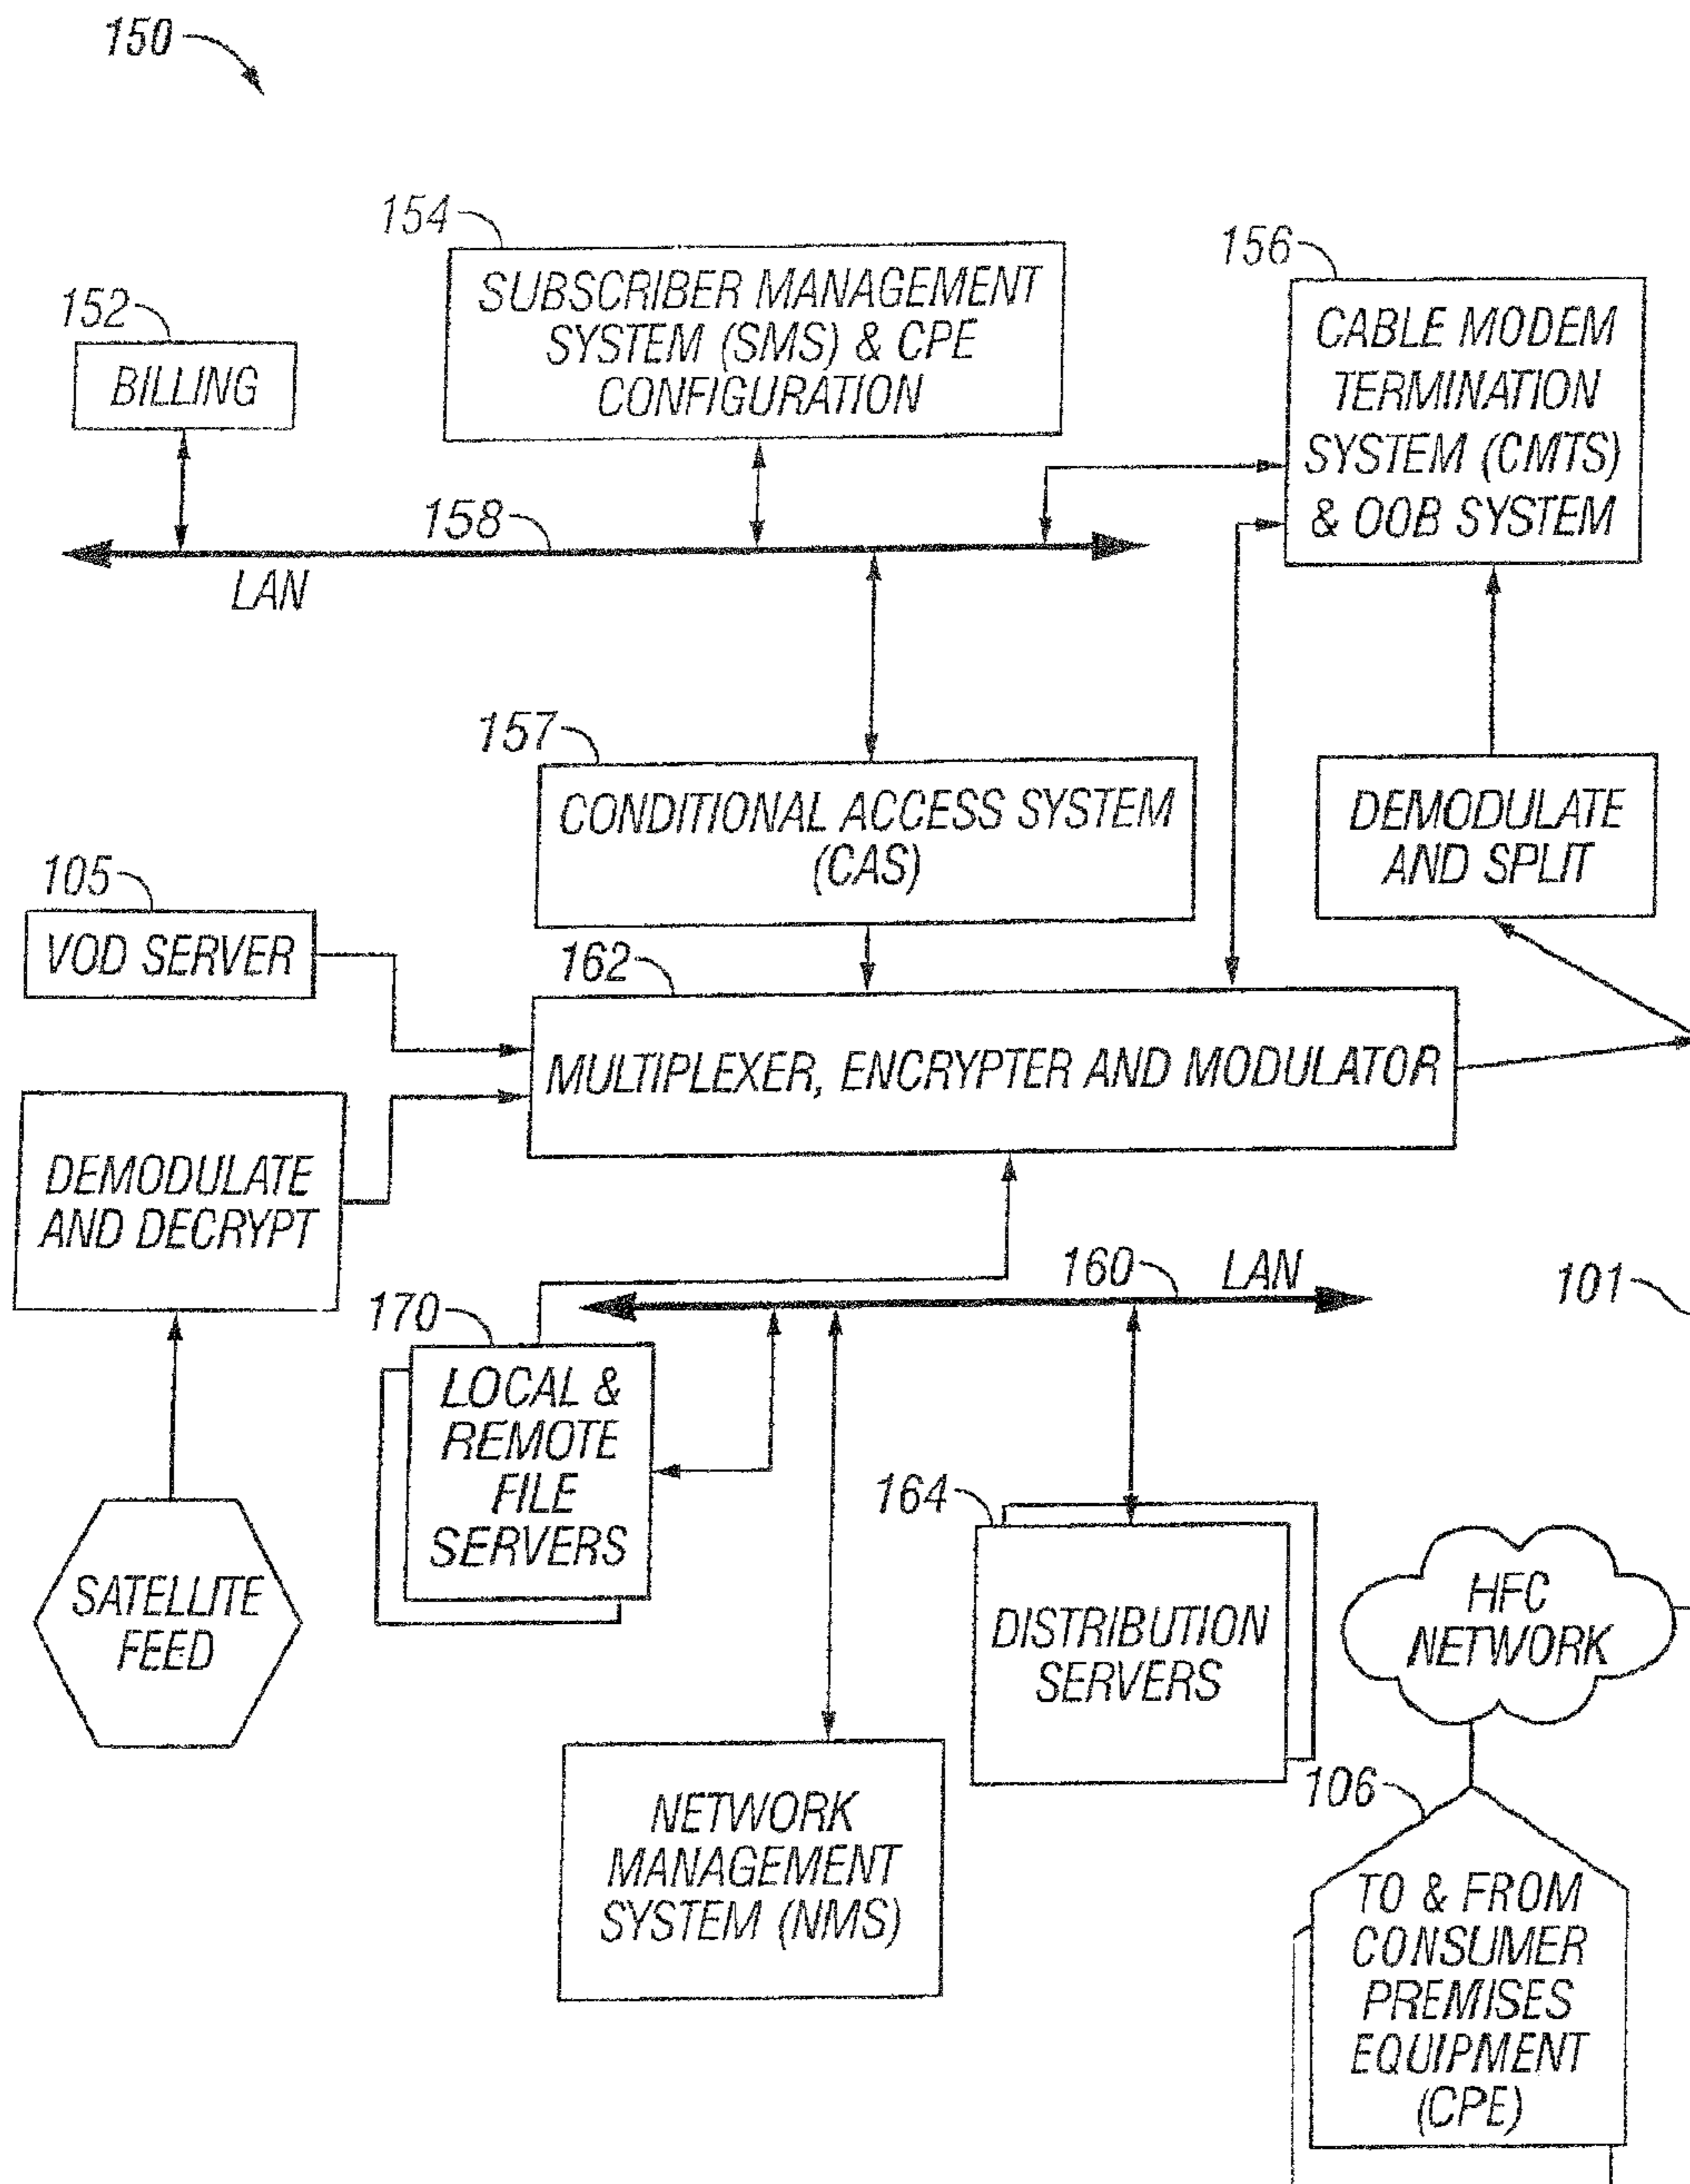 150
154
SUBSCRIBER MANAGEMENT
SYSTEM (SMS) & CPE
CONFIGURATION
156
CABLE MODEM
TERMINATION
SYSTEM (CMTS)
& OOB SYSTEM
152
BILLING
158
LAN
157
CONDITIONAL ACCESS SYSTEM
(CAS)
DEMODULATE
AND SPLIT
105
VOD SERVER
162
MULTIPLEXER, ENCRYPTER AND MODULATOR
DEMODULATE
AND DECRYPT
160
LAN
101
170
LOCAL &
REMOTE
FILE
SERVERS
164
DISTRIBUTION
SERVERS
SATELLITE
FEED
HFC
NETWORK
NETWORK
MANAGEMENT
SYSTEM (NMS)
106
TO & FROM
CONSUMER
PREMISES
EQUIPMENT
(CPE)